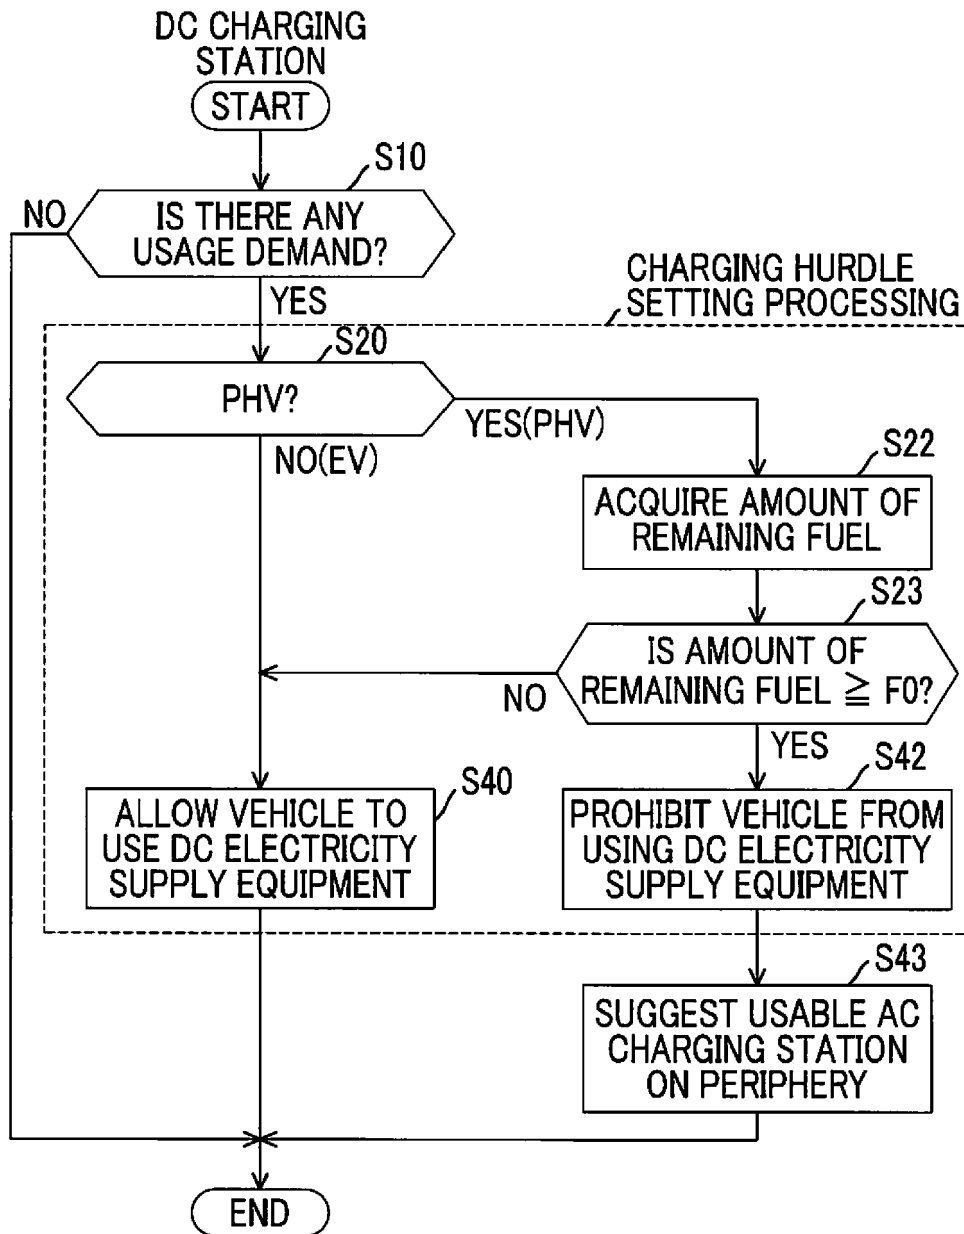 DC CHARGING
STATION
START
S10
NO
IS THERE ANY
USAGE DEMAND?
YES
CHARGING HURDLE
SETTING PROCESSING
S20
PHV?
YES(PHV)
NO(EV)
S22
ACQUIRE AMOUNT OF
REMAINING FUEL
S23
IS AMOUNT OF
REMAINING FUEL ≧ F0?
NO
YES
S40
ALLOW VEHICLE TO
USE DC ELECTRICITY
SUPPLY EQUIPMENT
S42
PROHIBIT VEHICLE FROM
USING DC ELECTRICITY
SUPPLY EQUIPMENT
S43
SUGGEST USABLE AC
CHARGING STATION
ON PERIPHERY
END